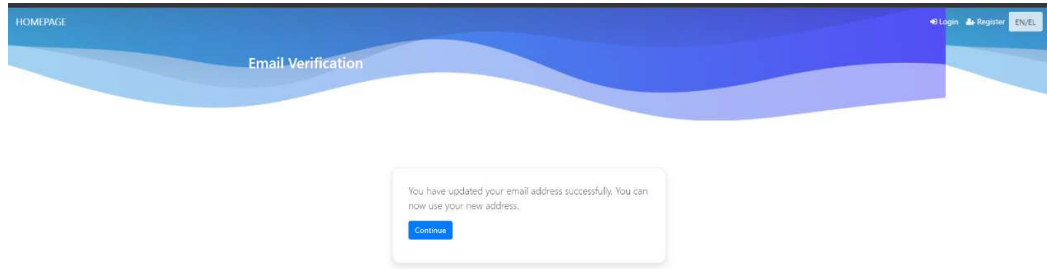 HOMEPAGE
Login Register EN/EL
Email Verification
You have updated your email address successfully. You can
now use your new address.
Continue